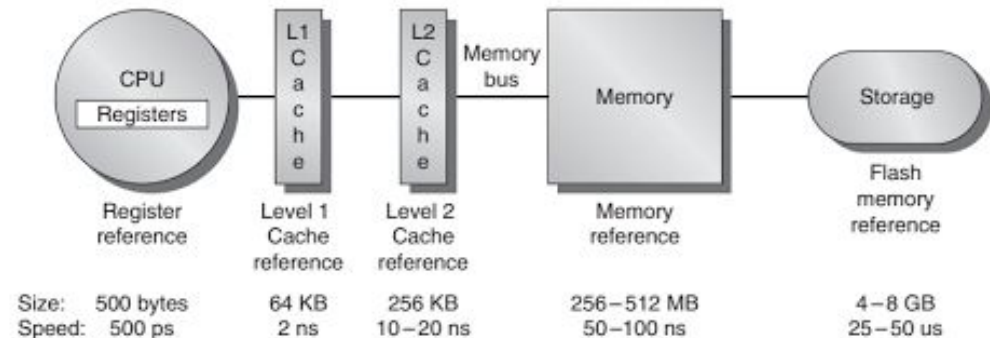 CPU
Registers
L1
C
a
c
h
e
L2
C
a
c
h
e
Memory
bus
Memory
Storage
Register
reference
Level 1
Cache
reference
Level 2
Cache
reference
Memory
reference
Flash
memory
reference
Size: 500 bytes 64 KB 256 KB 256–512 MB 4–8 GB
Speed: 500 ps 2 ns 10–20 ns 50–100 ns 25–50 us